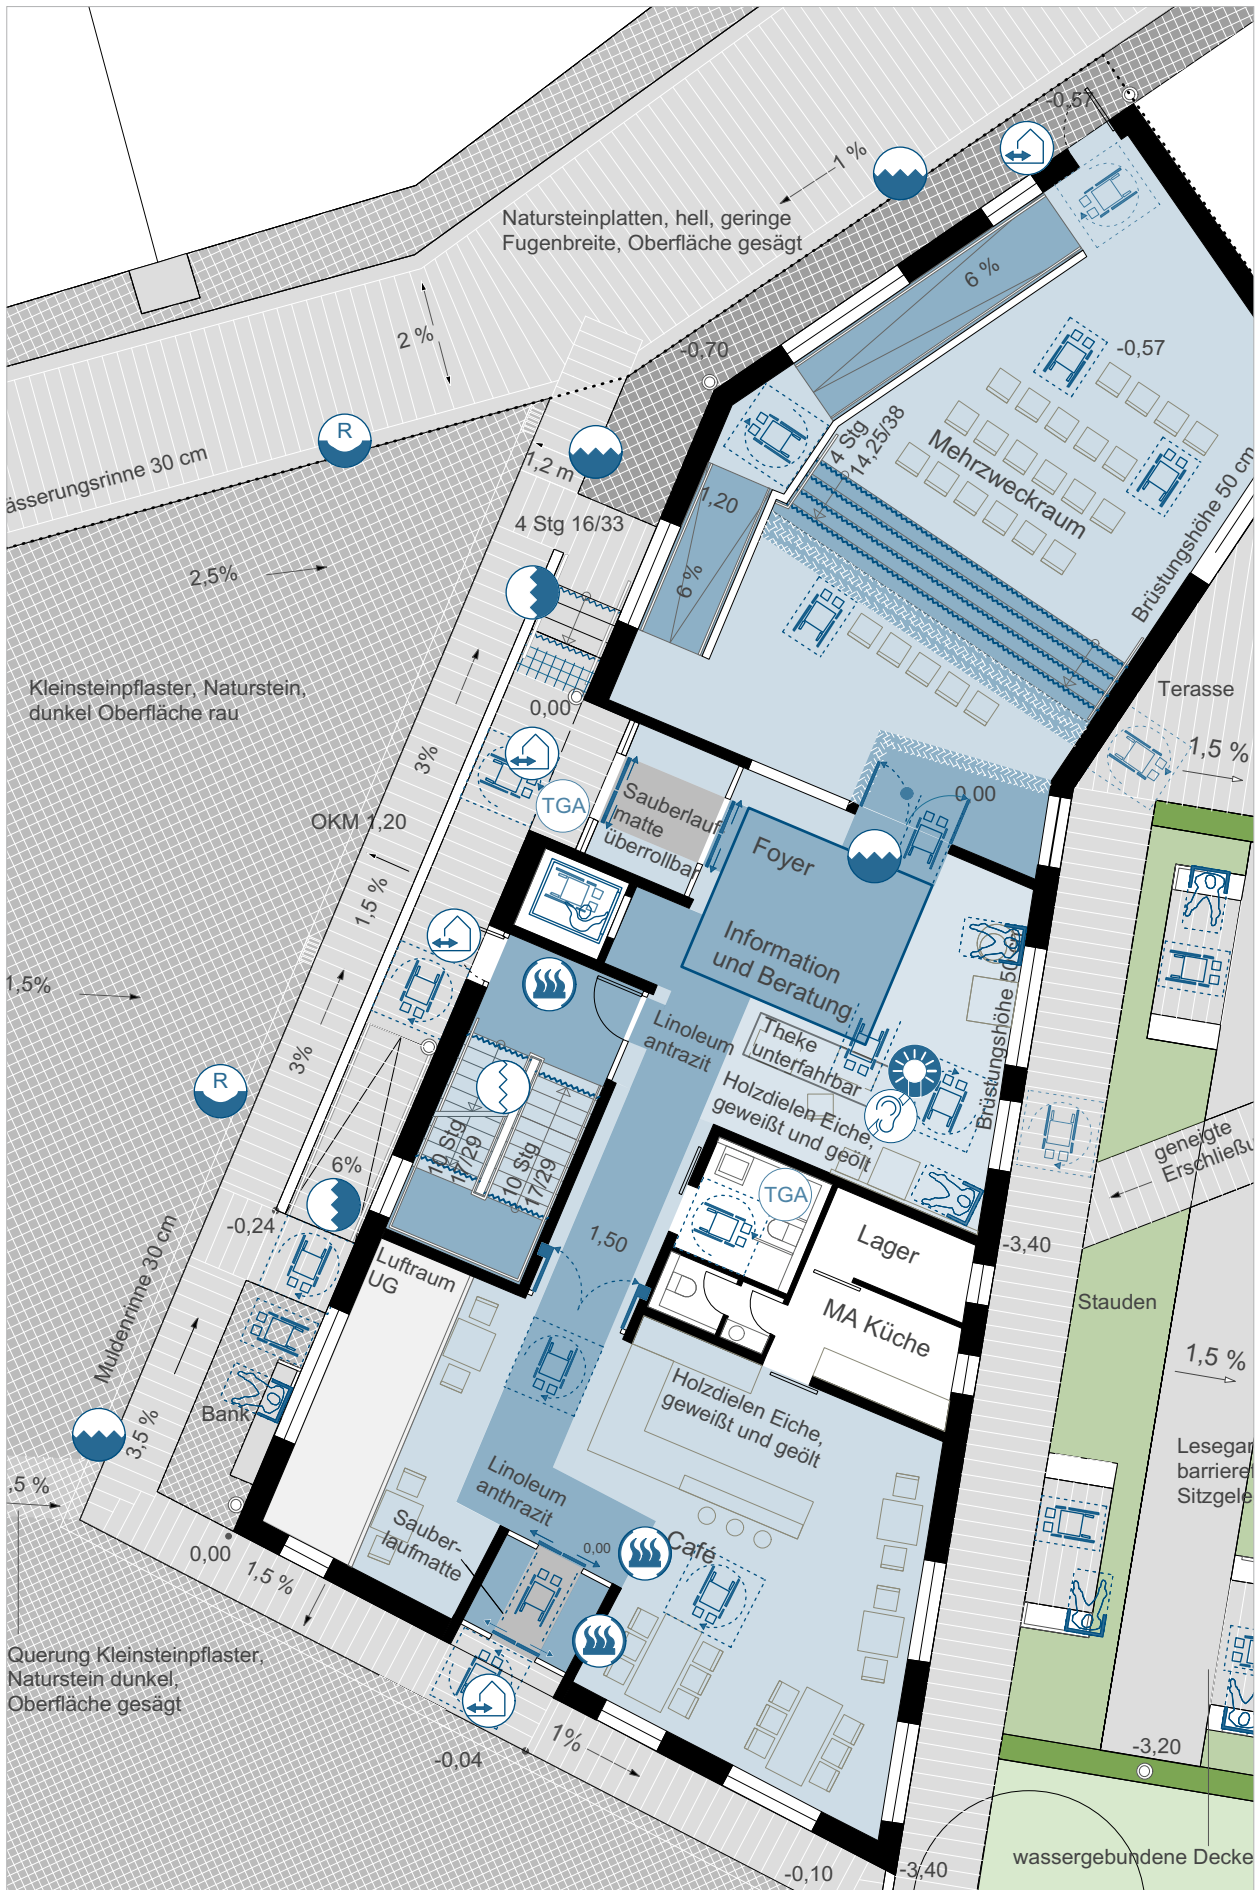 -0,57
1 %
Natursteinplatten, hell, geringe
Fugenbreite, Oberfläche gesägt
6 %
2 %
-0,70
-0,57
R
ässerungsrinne 30 cm
1,2 m
4 Stg
14,25/38
Mehrzweckraum
Brüstungshöhe 50 cm
1,20
4 Stg 16/33
2,5%
6 %
Kleinsteinpflaster, Naturstein,
dunkel Oberfläche rau
0,00
Terasse
1,5 %
3%
TGA
Sauberlauf
matte
überrollbar
0,00
OKM 1,20
Foyer
1,5 %
Information
und Beratung
Brüstungshöhe 50 cm
1,5%
Linoleum
antrazit
Theke
unterfahrbar
3%
R
Holzdielen Eiche,
geweißt und geölt
10 Stg
17/29
10 Stg
17/29
geneigte
Erschließu
6%
TGA
-0,24
1,50
Lager
-3,40
Muldenrinne 30 cm
Luftraum
UG
MA Küche
Stauden
1,5 %
Holzdielen Eiche,
geweißt und geölt
Bank
3,5 %
Lesegar
barrieref
Sitzgele
,5 %
Linoleum
anthrazit
Sauber-
laufmatte
0,00
Café
0,00
1,5 %
Querung Kleinsteinpflaster,
Naturstein dunkel,
Oberfläche gesägt
1%
-0,04
-3,20
-0,10
-3,40
wassergebundene Decke